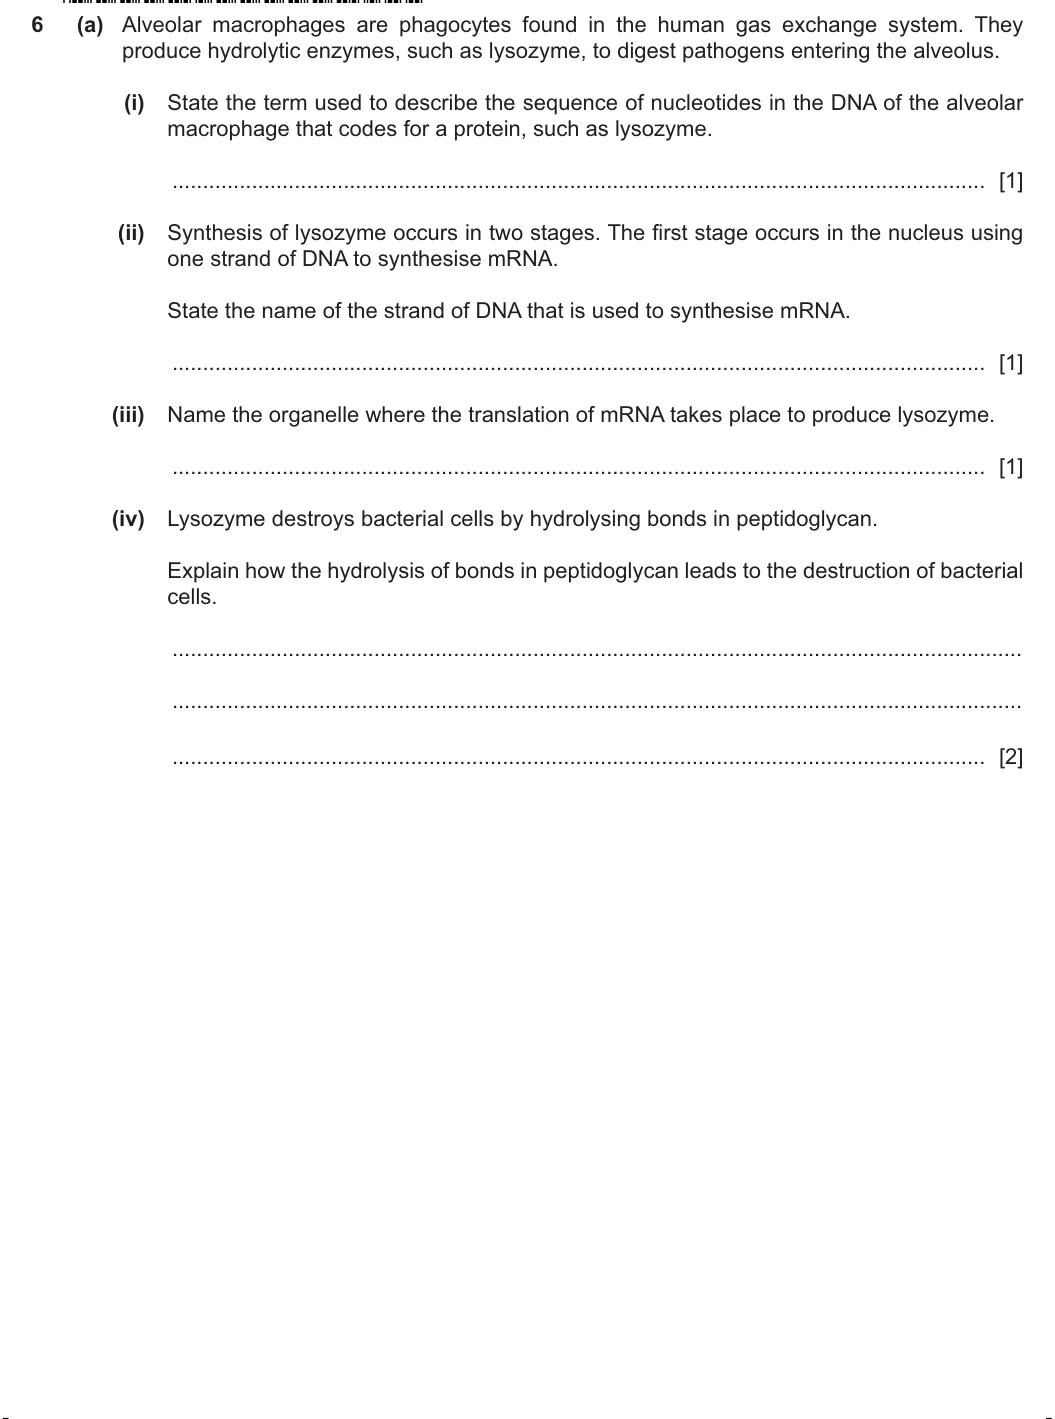 6 (a) Alveolar macrophages are phagocytes found in the human gas exchange system. They
produce hydrolytic enzymes, such as lysozyme, to digest pathogens entering the alveolus.
(i) State the term used to describe the sequence of nucleotides in the DNA of the alveolar
macrophage that codes for a protein, such as lysozyme.
.................................................................................................................................... [1]
(ii) Synthesis of lysozyme occurs in two stages. The first stage occurs in the nucleus using
one strand of DNA to synthesise mRNA.
State the name of the strand of DNA that is used to synthesise mRNA.
.................................................................................................................................... [1]
(iii) Name the organelle where the translation of mRNA takes place to produce lysozyme.
.................................................................................................................................... [1]
(iv) Lysozyme destroys bacterial cells by hydrolysing bonds in peptidoglycan.
Explain how the hydrolysis of bonds in peptidoglycan leads to the destruction of bacterial
cells.
..........................................................................................................................................
..........................................................................................................................................
.................................................................................................................................... [2]